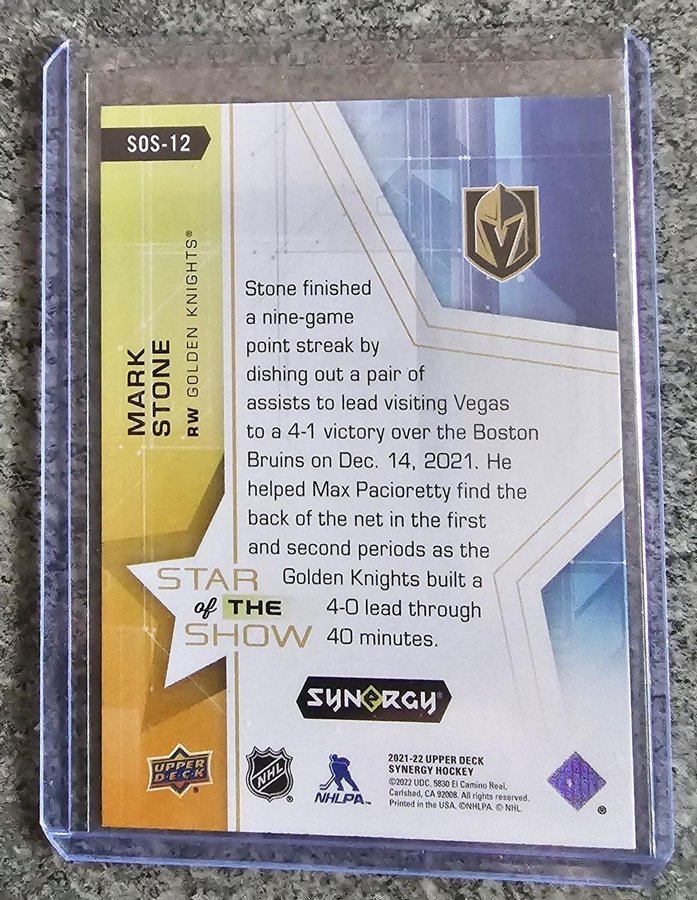 SOS-12
MARK
STONE
RW GOLDEN KNIGHTS®
Stone finished
a nine-game
point streak by
dishing out a pair of
assists to lead visiting Vegas
to a 4-1 victory over the Boston
Bruins on Dec. 14, 2021. He
helped Max Pacioretty find the
back of the net in the first
and second periods as the
Golden Knights built a
4-0 lead through
40 minutes.
STAR
of THE
SHOW
SYNERGY
UPPER
DECK
NHL
NHLPA™
2021-22 UPPER DECK
SYNERGY HOCKEY
©2022 UDC. 5830 El Camino Real,
Carlsbad, CA 92008. All rights reserved.
Printed in the USA. ©NHLPA. © NHL.
®